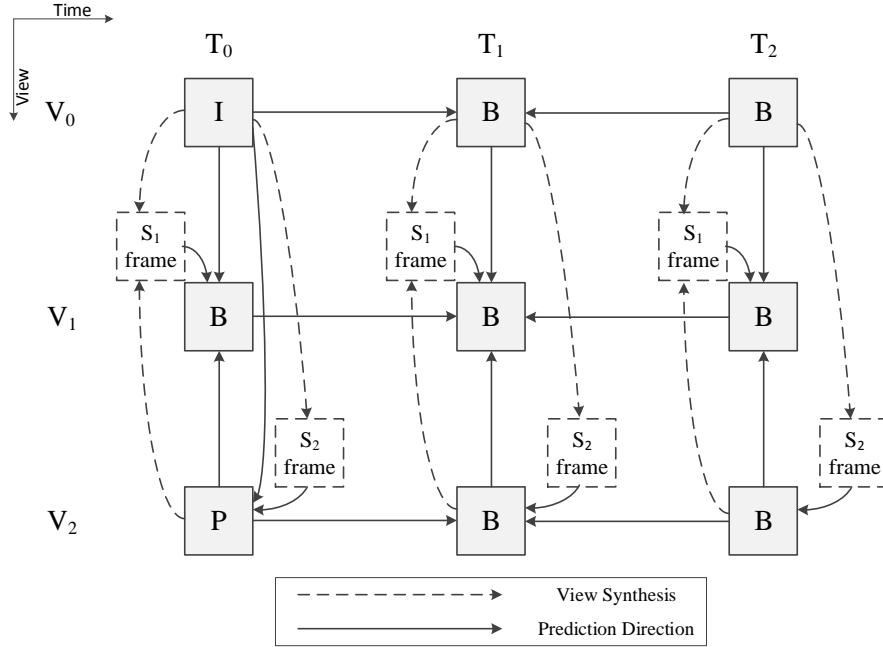 Time
View
T₀ T₁ T₂
V₀ I B B
S₁ S₁ S₁
frame frame frame
V₁ B B B
S₂ S₂ S₂
frame frame frame
V₂ P B B
View Synthesis
Prediction Direction